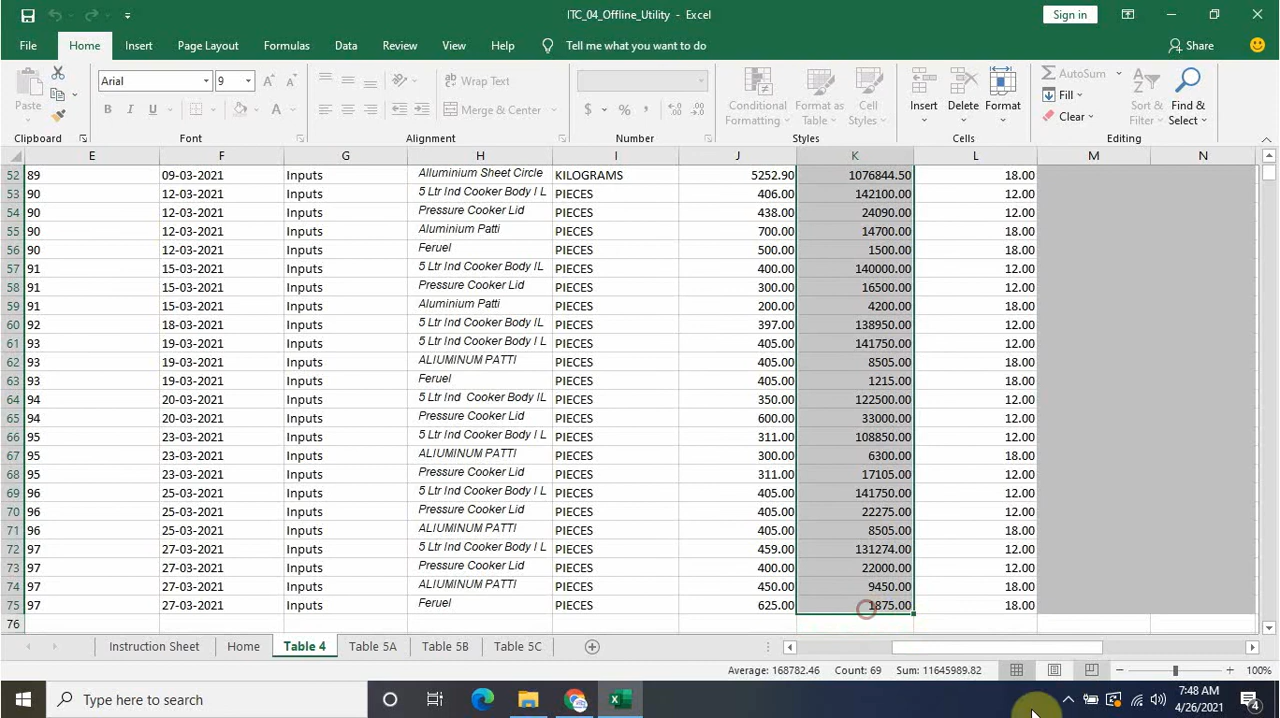 ITC_04_Offline_Utility - Excel
Sign in
File Home Insert Page Layout Formulas Data Review View Help Tell me what you want to do Share
Paste
Arial 9
Wrap Text
Merge & Center
Conditional Formatting
Format as Table
Cell Styles
Insert Delete Format
AutoSum
Fill
Clear
Sort & Filter
Find & Select
Clipboard Font Alignment Number Styles Cells Editing
E F G H I J K L M N
52 89 09-03-2021 Inputs Alluminium Sheet Circle KILOGRAMS 5252.90 1076844.50 18.00
53 90 12-03-2021 Inputs 5 Ltr Ind Cooker Body I L PIECES 406.00 142100.00 12.00
54 90 12-03-2021 Inputs Pressure Cooker Lid PIECES 438.00 24090.00 12.00
55 90 12-03-2021 Inputs Aluminium Patti PIECES 700.00 14700.00 18.00
56 90 12-03-2021 Inputs Feruel PIECES 500.00 1500.00 18.00
57 91 15-03-2021 Inputs 5 Ltr Ind Cooker Body IL PIECES 400.00 140000.00 12.00
58 91 15-03-2021 Inputs Pressure Cooker Lid PIECES 300.00 16500.00 12.00
59 91 15-03-2021 Inputs Aluminium Patti PIECES 200.00 4200.00 18.00
60 92 18-03-2021 Inputs 5 Ltr Ind Cooker Body IL PIECES 397.00 138950.00 12.00
61 93 19-03-2021 Inputs 5 Ltr Ind Cooker Body I L PIECES 405.00 141750.00 12.00
62 93 19-03-2021 Inputs ALIUMINUM PATTI PIECES 405.00 8505.00 18.00
63 93 19-03-2021 Inputs Feruel PIECES 405.00 1215.00 18.00
64 94 20-03-2021 Inputs 5 Ltr Ind Cooker Body IL PIECES 350.00 122500.00 12.00
65 94 20-03-2021 Inputs Pressure Cooker Lid PIECES 600.00 33000.00 12.00
66 95 23-03-2021 Inputs 5 Ltr Ind Cooker Body I L PIECES 311.00 108850.00 12.00
67 95 23-03-2021 Inputs ALIUMINUM PATTI PIECES 300.00 6300.00 18.00
68 95 23-03-2021 Inputs Pressure Cooker Lid PIECES 311.00 17105.00 12.00
69 96 25-03-2021 Inputs 5 Ltr Ind Cooker Body I L PIECES 405.00 141750.00 12.00
70 96 25-03-2021 Inputs Pressure Cooker Lid PIECES 405.00 22275.00 12.00
71 96 25-03-2021 Inputs ALIUMINUM PATTI PIECES 405.00 8505.00 18.00
72 97 27-03-2021 Inputs 5 Ltr Ind Cooker Body I L PIECES 459.00 131274.00 12.00
73 97 27-03-2021 Inputs Pressure Cooker Lid PIECES 400.00 22000.00 12.00
74 97 27-03-2021 Inputs ALIUMINUM PATTI PIECES 450.00 9450.00 18.00
75 97 27-03-2021 Inputs Feruel PIECES 625.00 1875.00 18.00
76
Instruction Sheet Home Table 4 Table 5A Table 5B Table 5C
Average: 168782.46 Count: 69 Sum: 11645989.82 100%
Type here to search
7:48 AM
4/26/2021
4